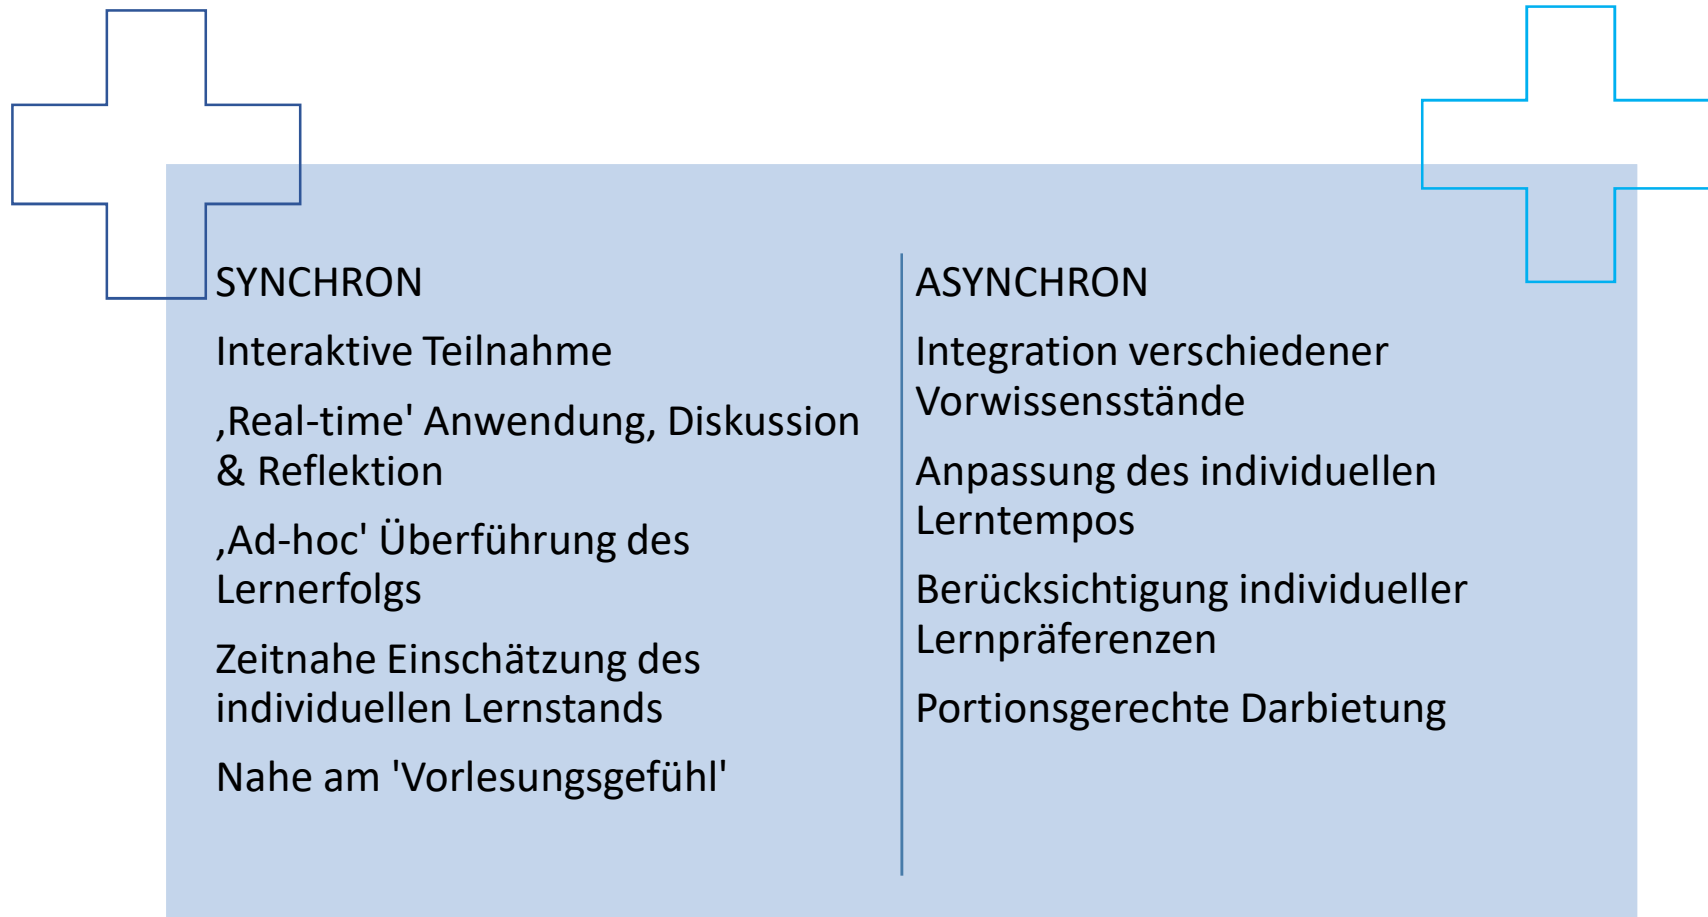 SYNCHRON
Interaktive Teilnahme
‚Real-time' Anwendung, Diskussion
& Reflektion
‚Ad-hoc' Überführung des
Lernerfolgs
Zeitnahe Einschätzung des
individuellen Lernstands
Nahe am 'Vorlesungsgefühl'
ASYNCHRON
Integration verschiedener
Vorwissensstände
Anpassung des individuellen
Lerntempos
Berücksichtigung individueller
Lernpräferenzen
Portionsgerechte Darbietung